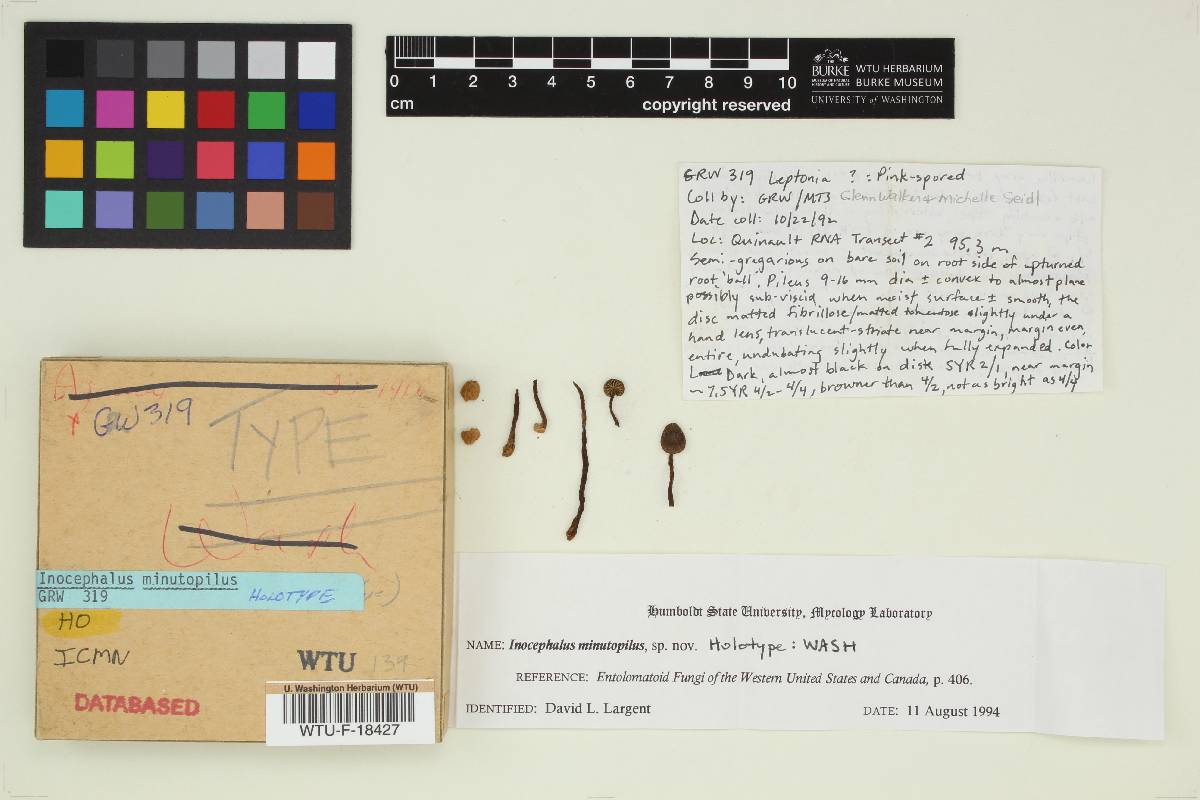 0 1 2 3 4 5 6 7 8 9 10
cm
copyright reserved
THE
BURKE
MUSEUM OF NATURAL
HISTORY AND CULTURE
WTU HERBARIUM
BURKE MUSEUM
UNIVERSITY of WASHINGTON
GRW 319 Leptonia ? : Pink-spored
Coll by: GRW/MTS Glenn Walker + Michelle Seidl
Date coll: 10/22/92
Loc: Quinault RNA Transect #2 95.3 m
Semi-gregarious on bare soil on root side of upturned
root 'ball'. Pileus 9-16 mm dia ± convex to almost plane
possibly sub-viscid when moist surface ± smooth, the
disc matted fibrillose/matted tomentose slightly under a
hand lens, translucent-striate near margin, margin even,
entire, undulating slightly when fully expanded. Color
Dark, almost black on disk 5YR 2/1, near margin
~ 7.5YR 4/2-4/4, browner than 4/2, not as bright as 4/4
GW 319
TYPE
Wash
Inocephalus minutopilus
GRW 319
HOLOTYPE
HO
ICMN
WTU 139
DATABASED
U. Washington Herbarium (WTU)
WTU-F-18427
Humboldt State University, Mycology Laboratory
NAME: Inocephalus minutopilus, sp. nov. Holotype: WASH
REFERENCE: Entolomatoid Fungi of the Western United States and Canada, p. 406.
IDENTIFIED: David L. Largent
DATE: 11 August 1994